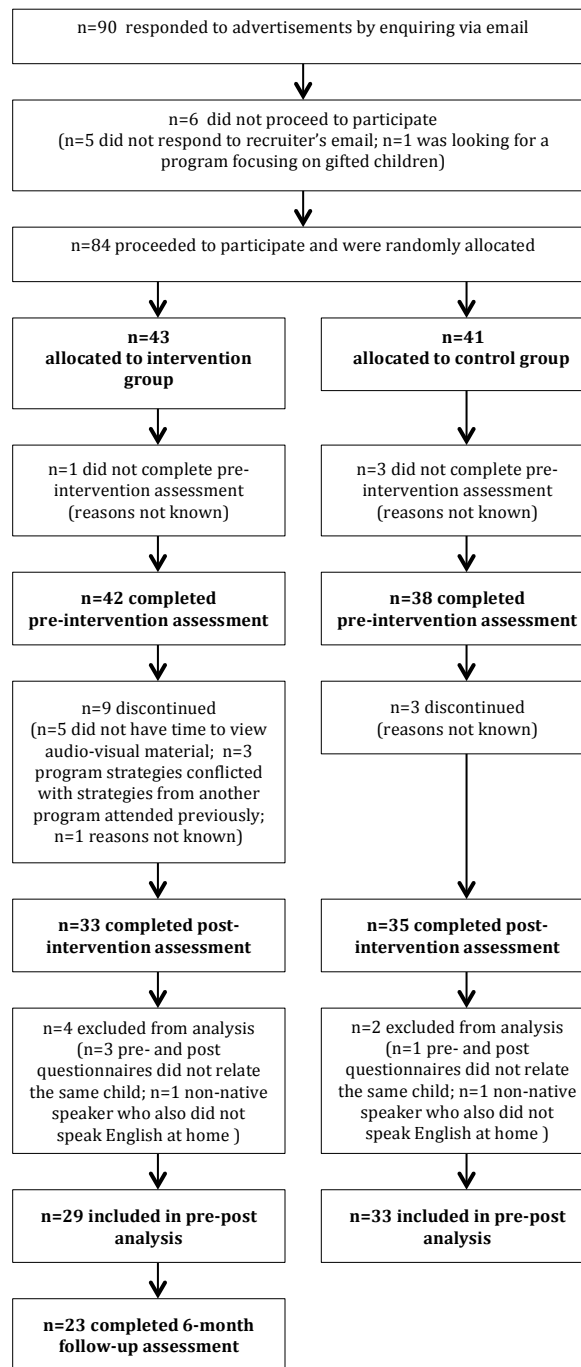 n=90 responded to advertisements by enquiring via email
n=6 did not proceed to participate
(n=5 did not respond to recruiter's email; n=1 was looking for a
program focusing on gifted children)
n=84 proceeded to participate and were randomly allocated
n=43
allocated to intervention
group
n=41
allocated to control group
n=1 did not complete pre-
intervention assessment
(reasons not known)
n=3 did not complete pre-
intervention assessment
(reasons not known)
n=42 completed
pre-intervention assessment
n=38 completed
pre-intervention assessment
n=9 discontinued
(n=5 did not have time to view
audio-visual material; n=3
program strategies conflicted
with strategies from another
program attended previously;
n=1 reasons not known)
n=3 discontinued
(reasons not known)
n=33 completed post-
intervention assessment
n=35 completed post-
intervention assessment
n=4 excluded from analysis
(n=3 pre- and post
questionnaires did not relate
the same child; n=1 non-native
speaker who also did not
speak English at home )
n=2 excluded from analysis
(n=1 pre- and post
questionnaires did not relate
the same child; n=1 non-native
speaker who also did not
speak English at home )
n=29 included in pre-post
analysis
n=33 included in pre-post
analysis
n=23 completed 6-month
follow-up assessment